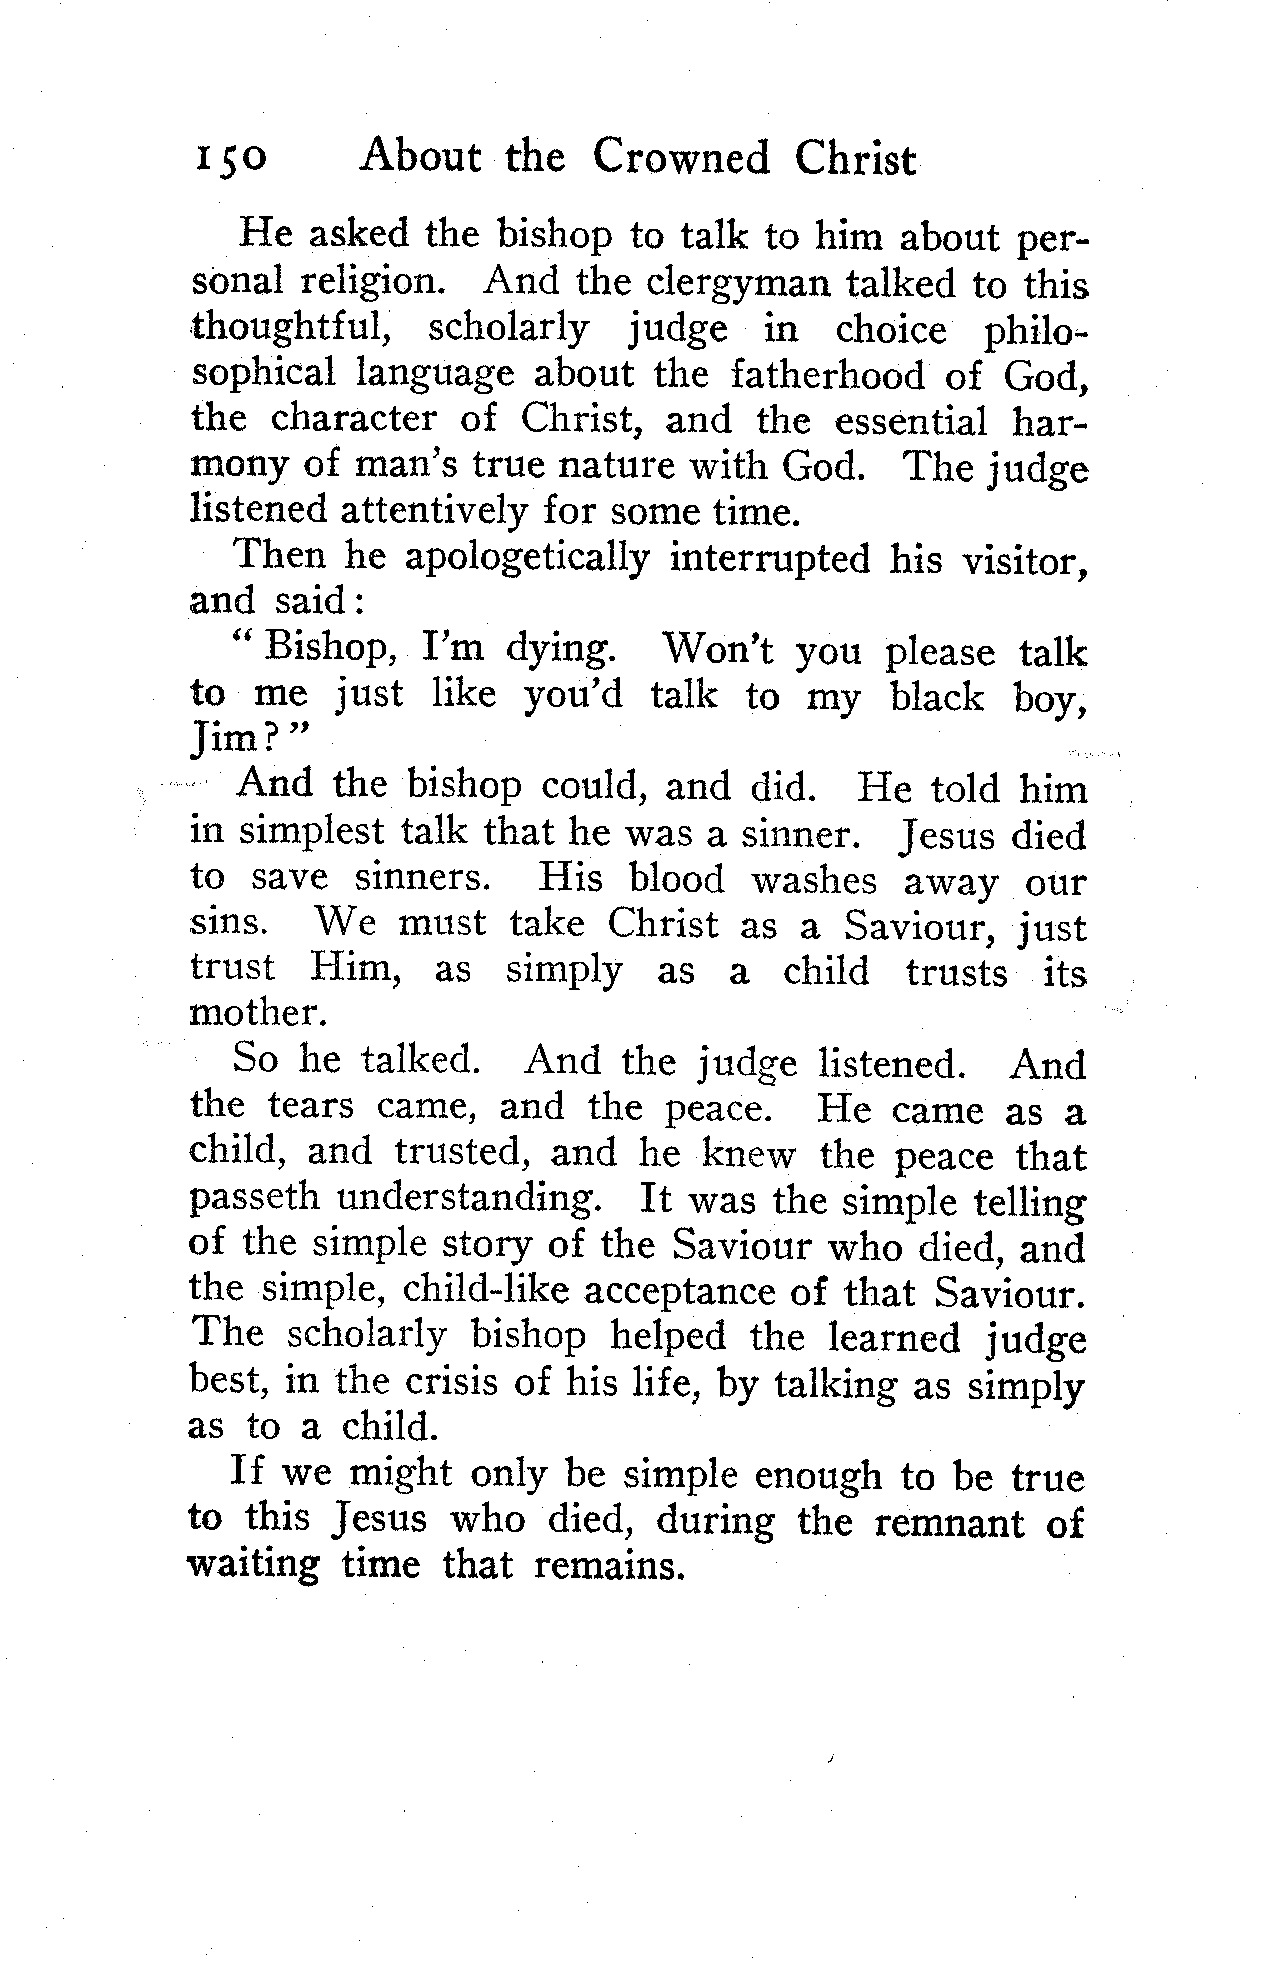 150 About the Crowned Christ
He asked the bishop to talk to him about per-
sonal religion. And the clergyman talked to this
thoughtful, scholarly judge in choice philo-
sophical language about the fatherhood of God,
the character of Christ, and the essential har-
mony of man's true nature with God. The judge
listened attentively for some time.
Then he apologetically interrupted his visitor,
and said:
“Bishop, I'm dying. Won't you please talk
to me just like you'd talk to my black boy,
Jim?”
And the bishop could, and did. He told him
in simplest talk that he was a sinner. Jesus died
to save sinners. His blood washes away our
sins. We must take Christ as a Saviour, just
trust Him, as simply as a child trusts its
mother.
So he talked. And the judge listened. And
the tears came, and the peace. He came as a
child, and trusted, and he knew the peace that
passeth understanding. It was the simple telling
of the simple story of the Saviour who died, and
the simple, child-like acceptance of that Saviour.
The scholarly bishop helped the learned judge
best, in the crisis of his life, by talking as simply
as to a child.
If we might only be simple enough to be true
to this Jesus who died, during the remnant of
waiting time that remains.